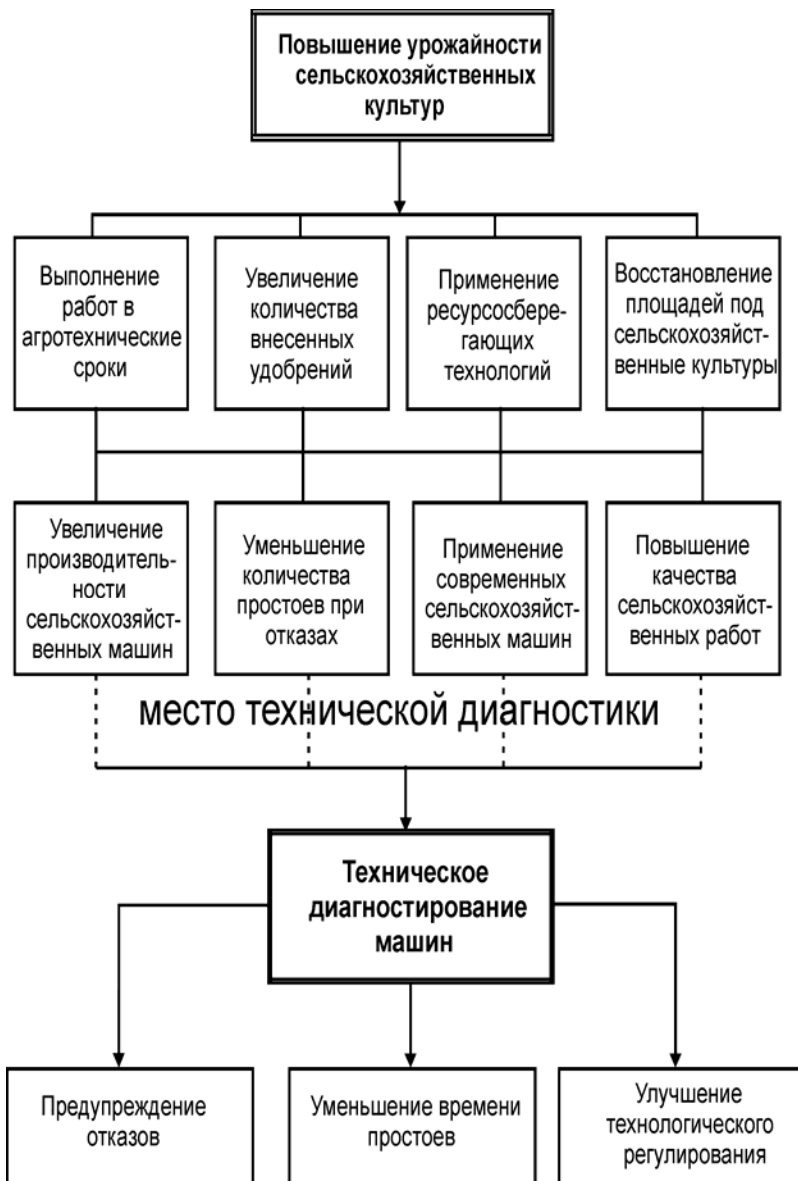 Повышение урожайности
сельскохозяйственных
культур
Выполнение
работ в
агротехнические
сроки
Увеличение
количества
внесенных
удобрений
Применение
ресурсосбере-
гающих
технологий
Восстановление
площадей под
сельскохозяйст-
венные культуры
Увеличение
производитель-
ности
сельскохозяйст-
венных машин
Уменьшение
количества
простоев при
отказах
Применение
современных
сельскохозяйст-
венных машин
Повышение
качества
сельскохозяйст-
венных работ
место технической диагностики
Техническое
диагностирование
машин
Предупреждение
отказов
Уменьшение времени
простоев
Улучшение
технологического
регулирования